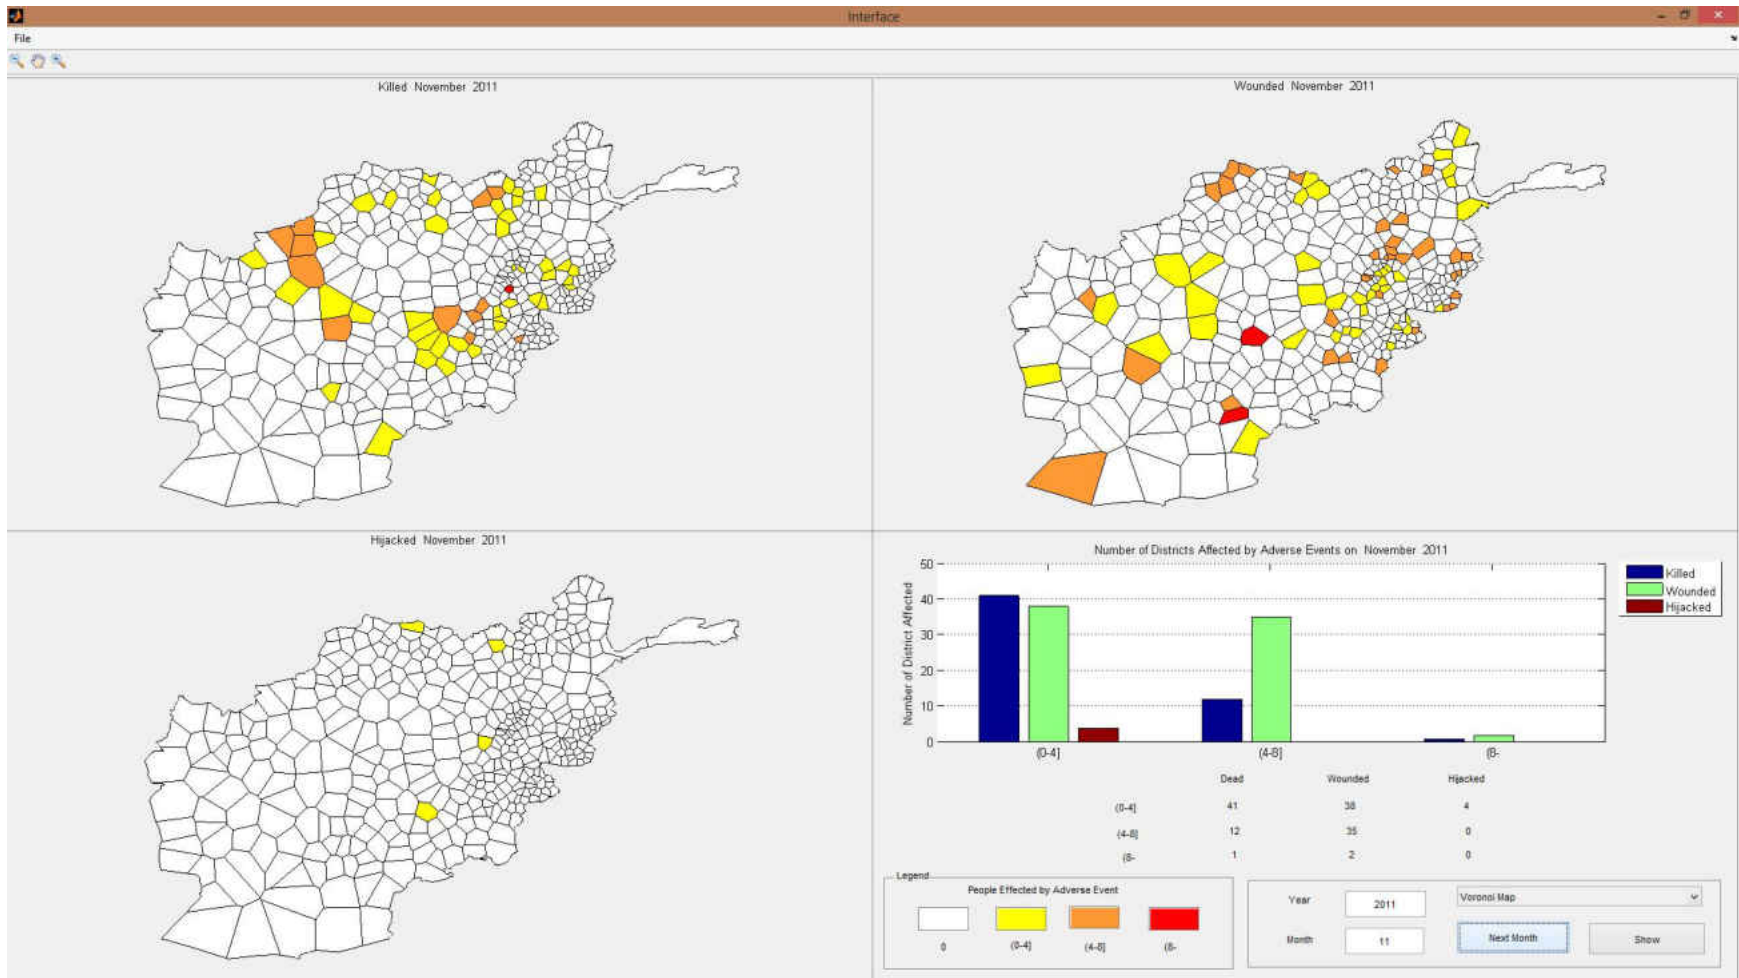 Interface
File
Killed November 2011
Wounded November 2011
Hijacked November 2011
Number of Districts Affected by Adverse Events on November 2011
Number of District Affected
50
40
30
20
10
0
(0-4]
(4-8]
(8-
Killed
Wounded
Hijacked
Dead Wounded Hijacked
(0-4] 41 38 4
(4-8] 12 35 0
(8- 1 2 0
Legend
People Effected by Adverse Event
0 (0-4] (4-8] (8-
Year 2011 Voronoi Map
Month 11 Next Month Show